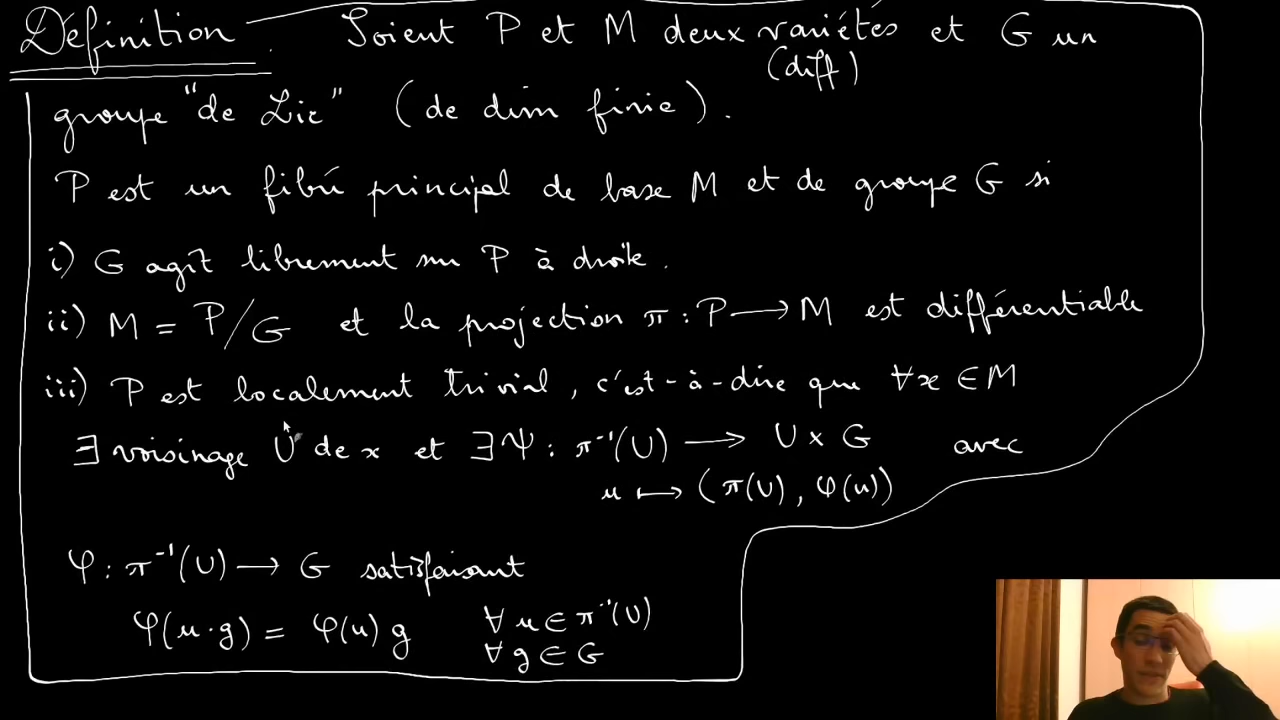 Définition. Soient P et M deux variétés et G un
(diff)
groupe "de Lie" (de dim finie).
P est un fibré principal de base M et de groupe G si
i) G agit librement sur P à droite.
ii) M = P/G et la projection π : P ⟶ M est différentiable
iii) P est localement trivial, c'est-à-dire que ∀x ∈ M
∃ voisinage U de x et ∃ Ψ : π⁻¹(U) ⟶ U × G avec
u ⟼ (π(U), φ(u))
φ : π⁻¹(U) ⟶ G satisfaisant
φ(u·g) = φ(u) g ∀ u ∈ π⁻¹(U)
∀ g ∈ G